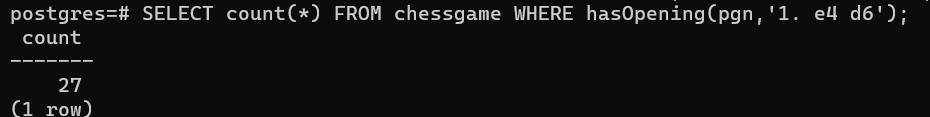 postgres=# SELECT count(*) FROM chessgame WHERE hasOpening(pgn,'1. e4 d6');
 count
-------
    27
(1 row)